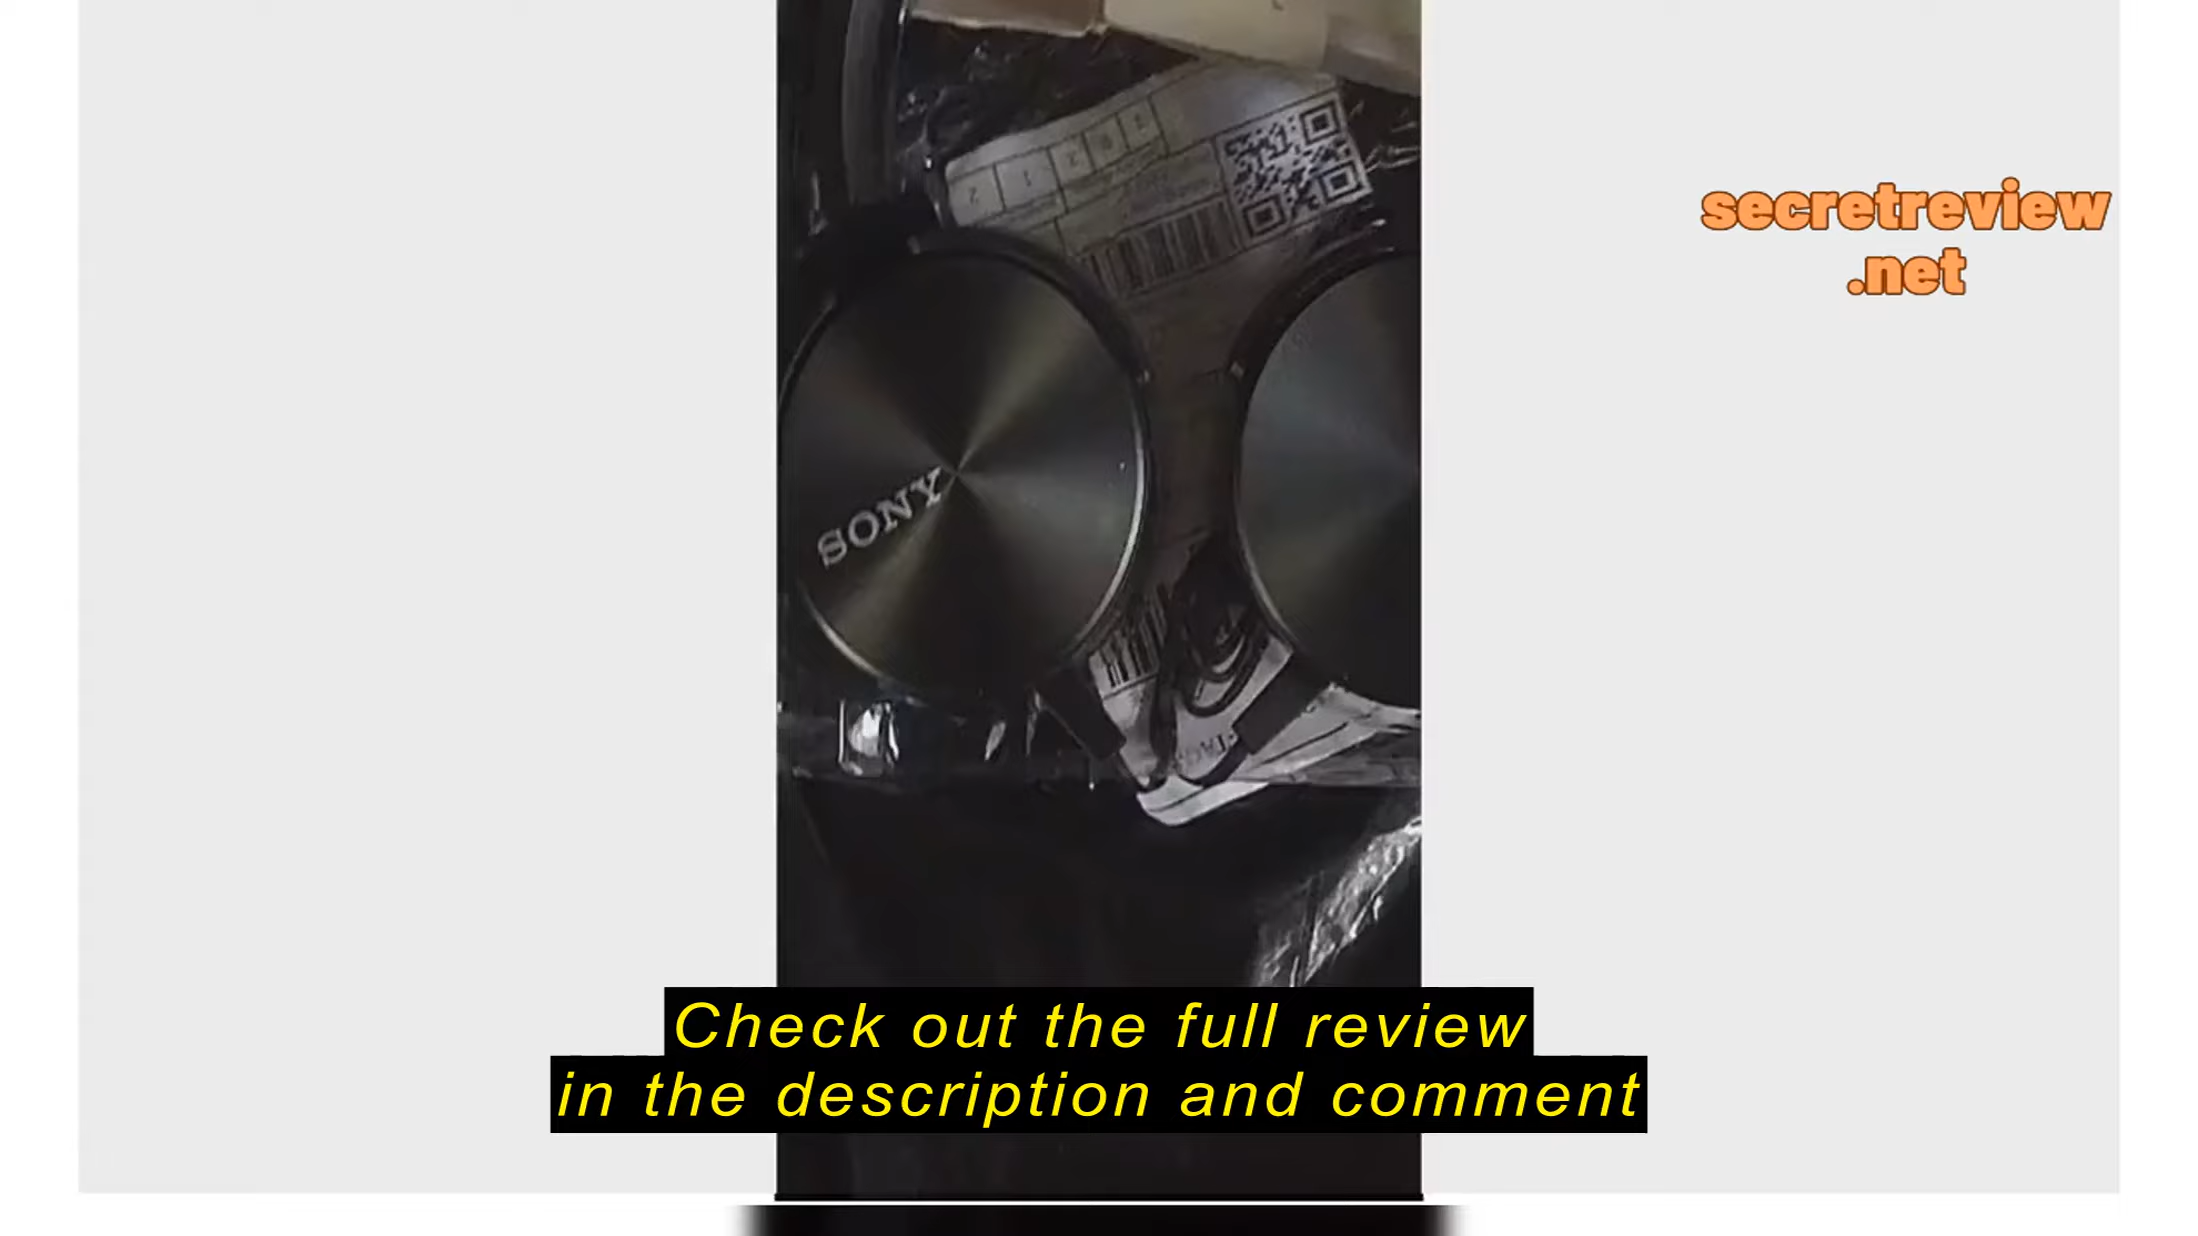 secretreview
.net
SONY
Check out the full review
in the description and comment